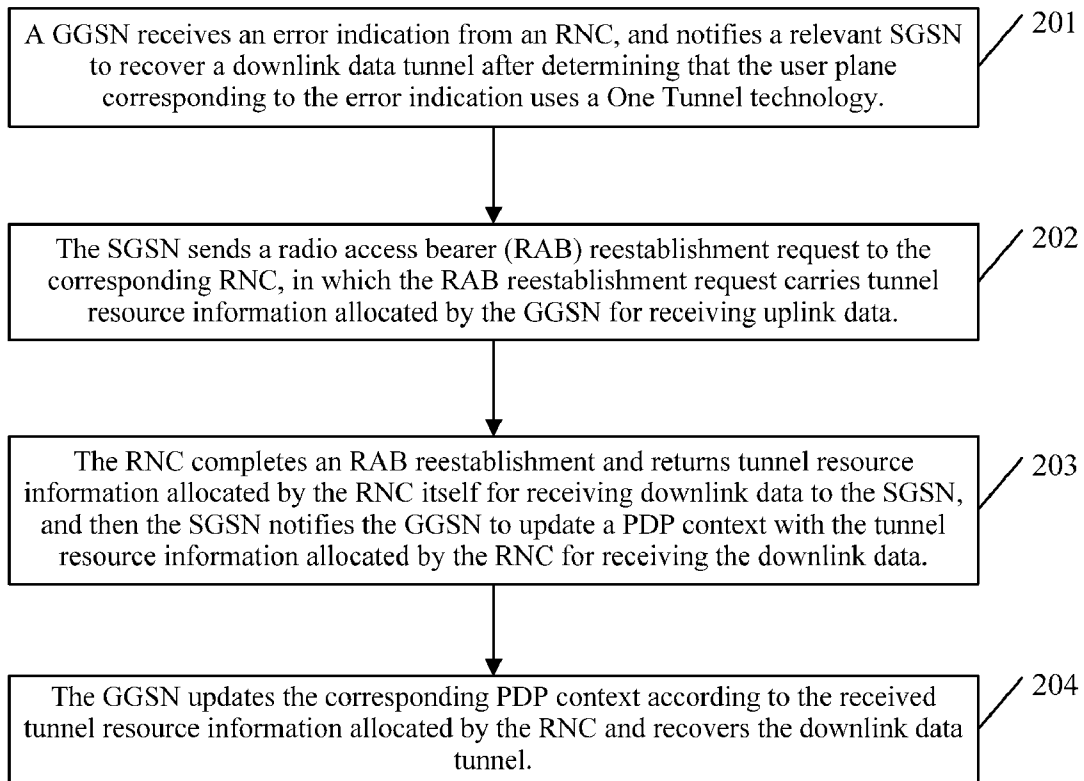 A GGSN receives an error indication from an RNC, and notifies a relevant SGSN
to recover a downlink data tunnel after determining that the user plane
corresponding to the error indication uses a One Tunnel technology.
201
The SGSN sends a radio access bearer (RAB) reestablishment request to the
corresponding RNC, in which the RAB reestablishment request carries tunnel
resource information allocated by the GGSN for receiving uplink data.
202
The RNC completes an RAB reestablishment and returns tunnel resource
information allocated by the RNC itself for receiving downlink data to the SGSN,
and then the SGSN notifies the GGSN to update a PDP context with the tunnel
resource information allocated by the RNC for receiving the downlink data.
203
The GGSN updates the corresponding PDP context according to the received
tunnel resource information allocated by the RNC and recovers the downlink data
tunnel.
204